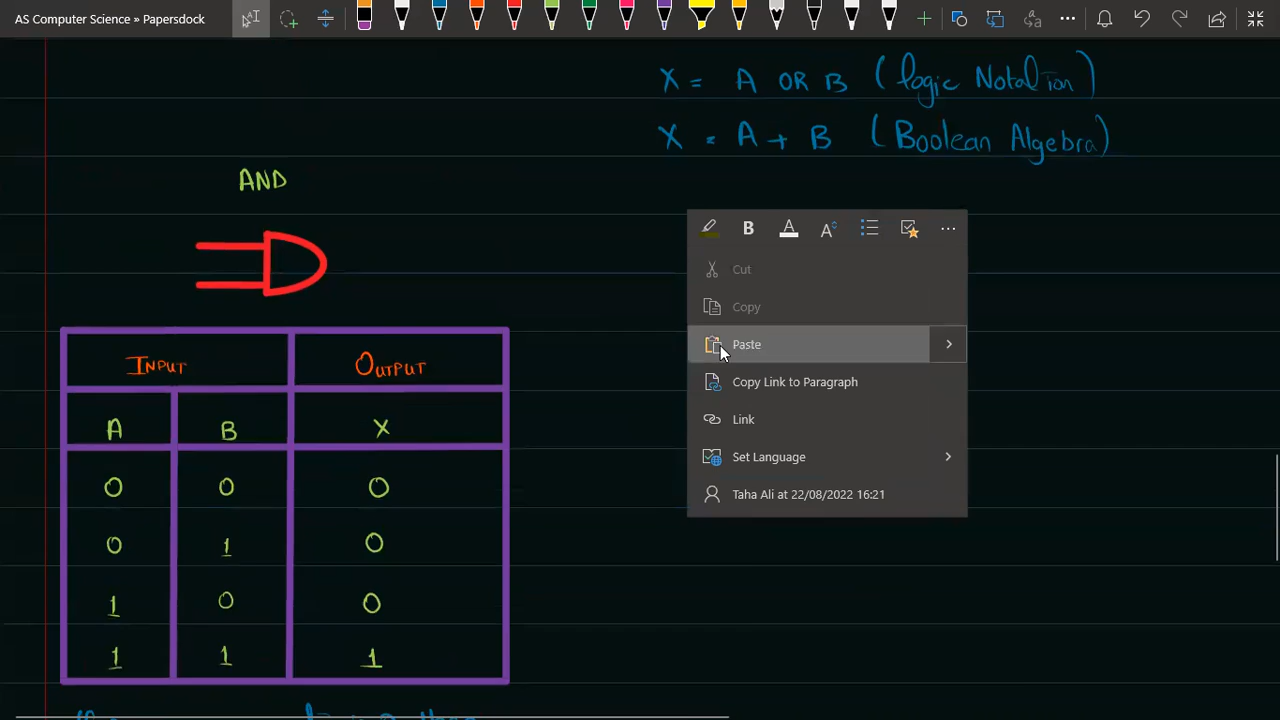 AS Computer Science » Papersdock
X = A OR B (logic Notation)
X = A + B (Boolean Algebra)
AND
INPUT OUTPUT
A B X
0 0 0
0 1 0
1 0 0
1 1 1
B A A
Cut
Copy
Paste
Copy Link to Paragraph
Link
Set Language
Taha Ali at 22/08/2022 16:21